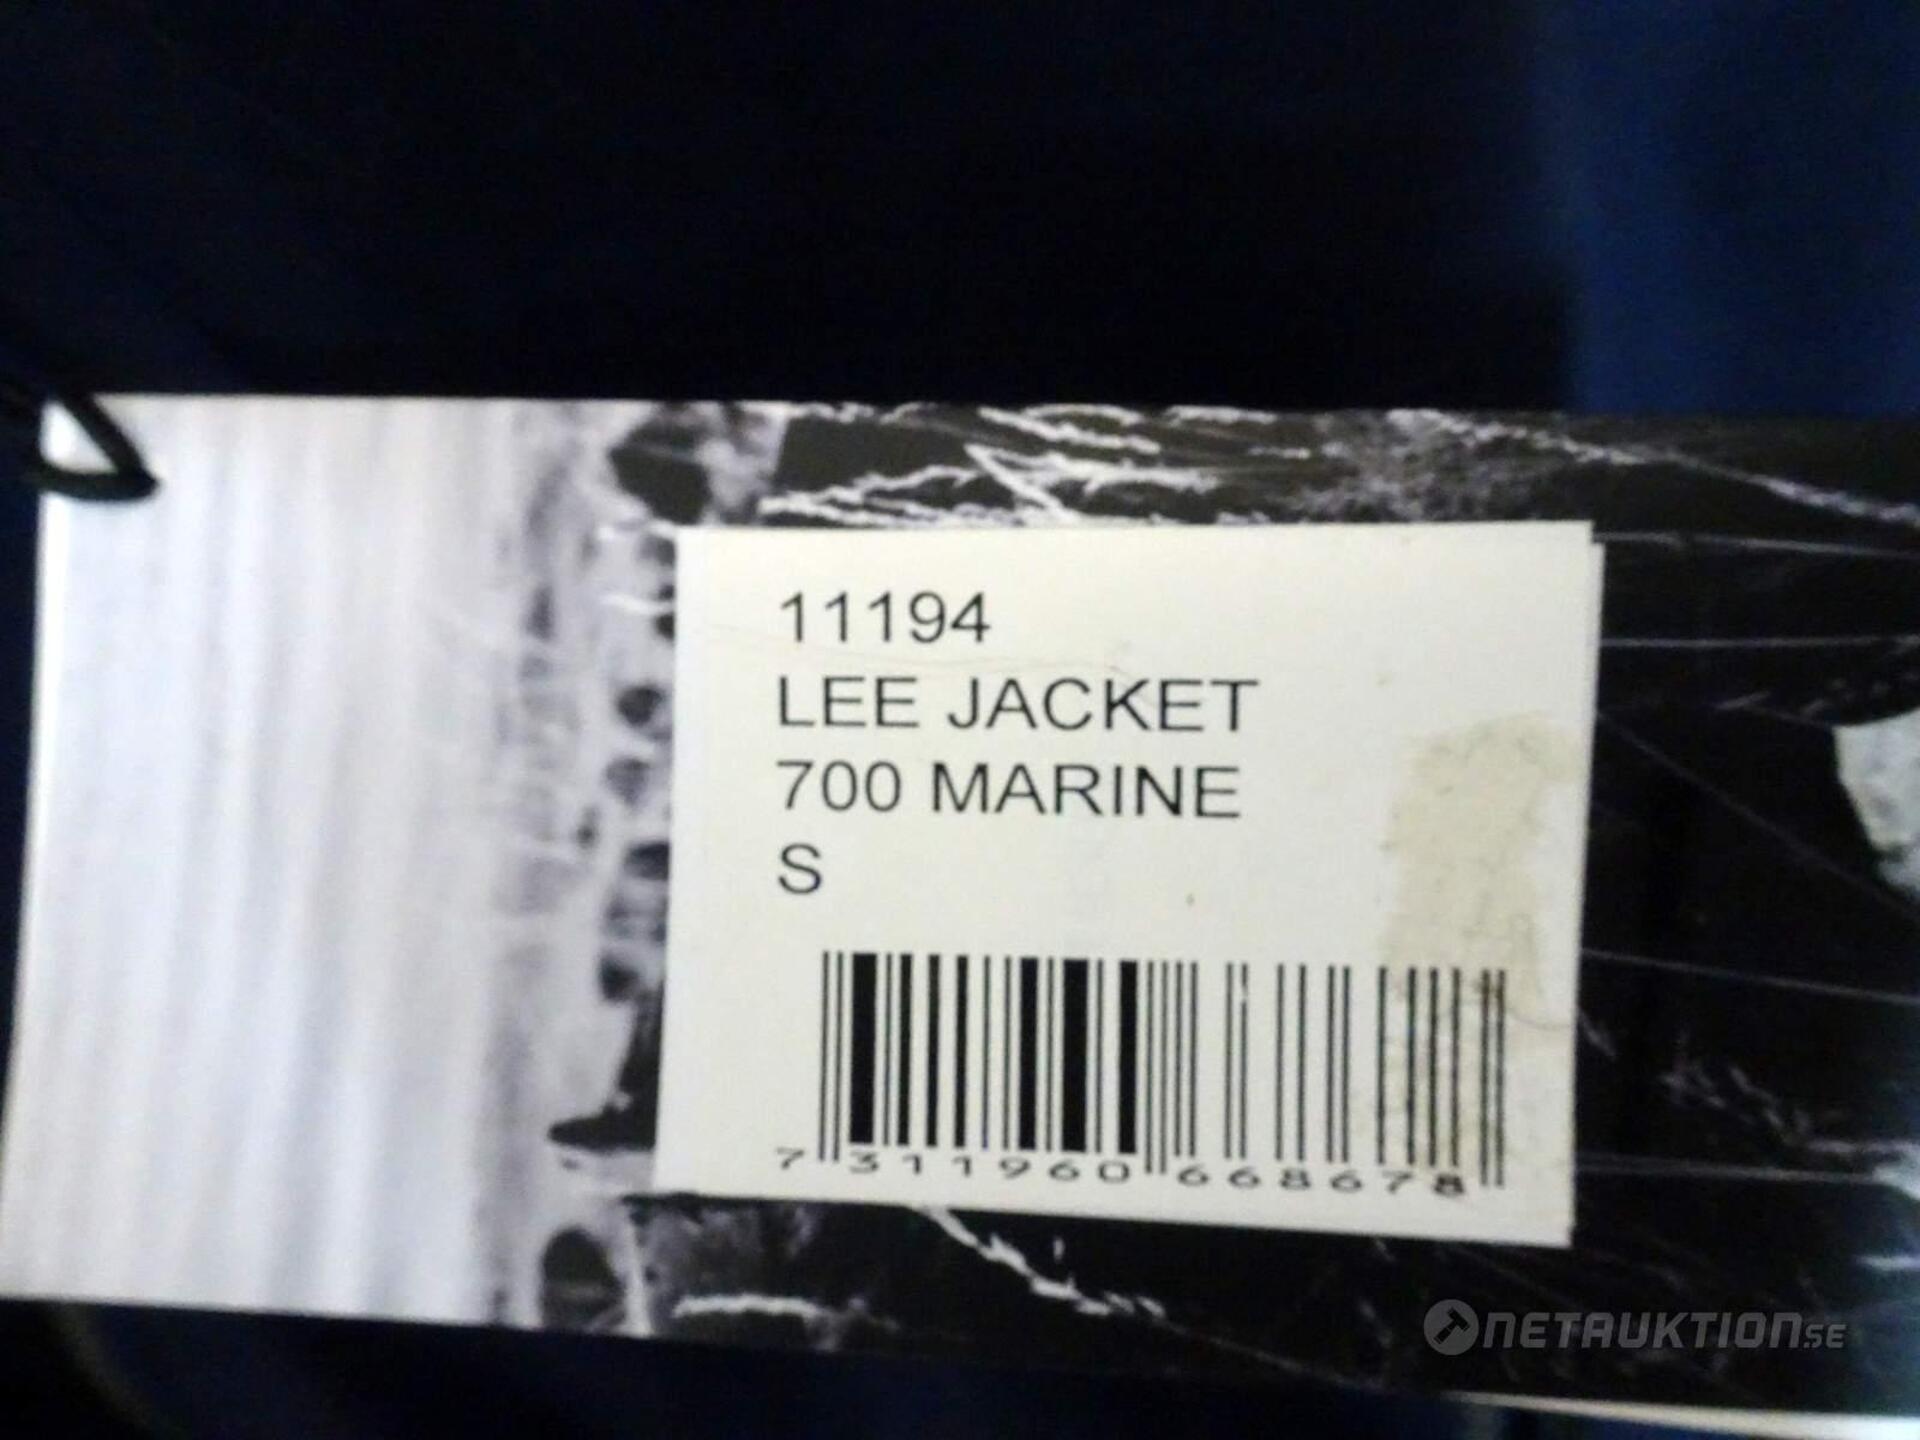 11194
LEE JACKET
700 MARINE
S
7 311960 668678
NETAUKTION.SE